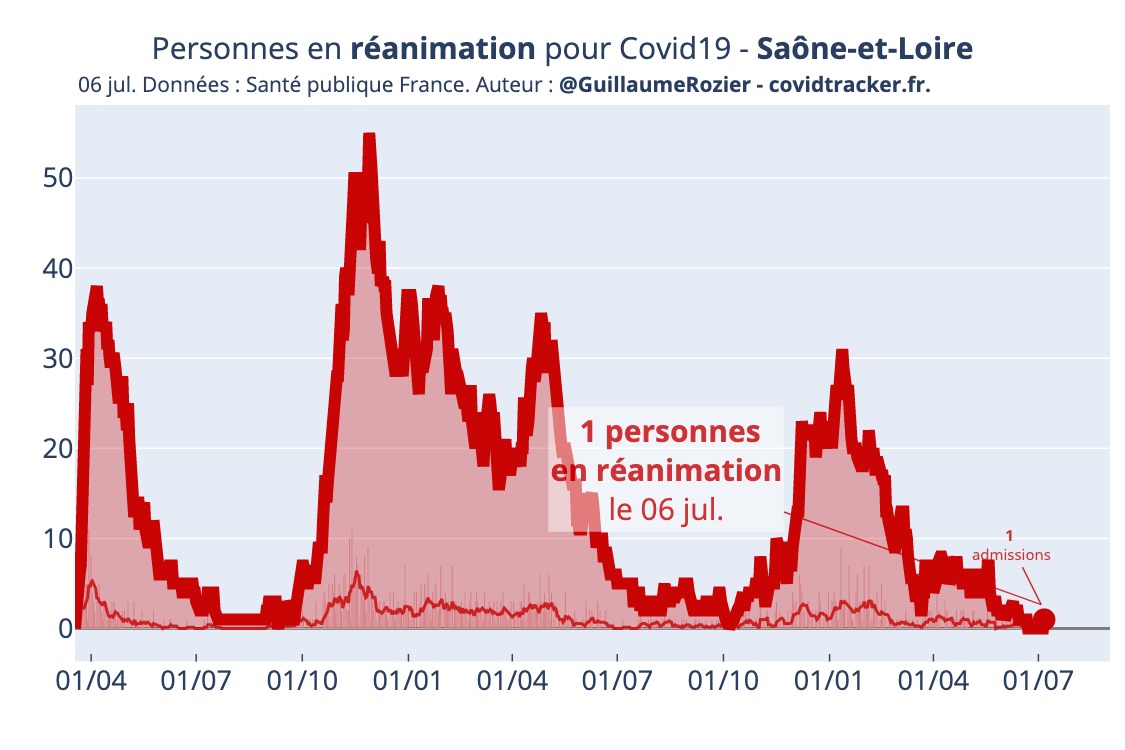 Personnes en réanimation pour Covid19 - Saône-et-Loire
06 jul. Données : Santé publique France. Auteur : @GuillaumeRozier - covidtracker.fr.
50
40
30
20
10
0
1 personnes
en réanimation
le 06 jul.
1
admissions
01/04 01/07 01/10 01/01 01/04 01/07 01/10 01/01 01/04 01/07